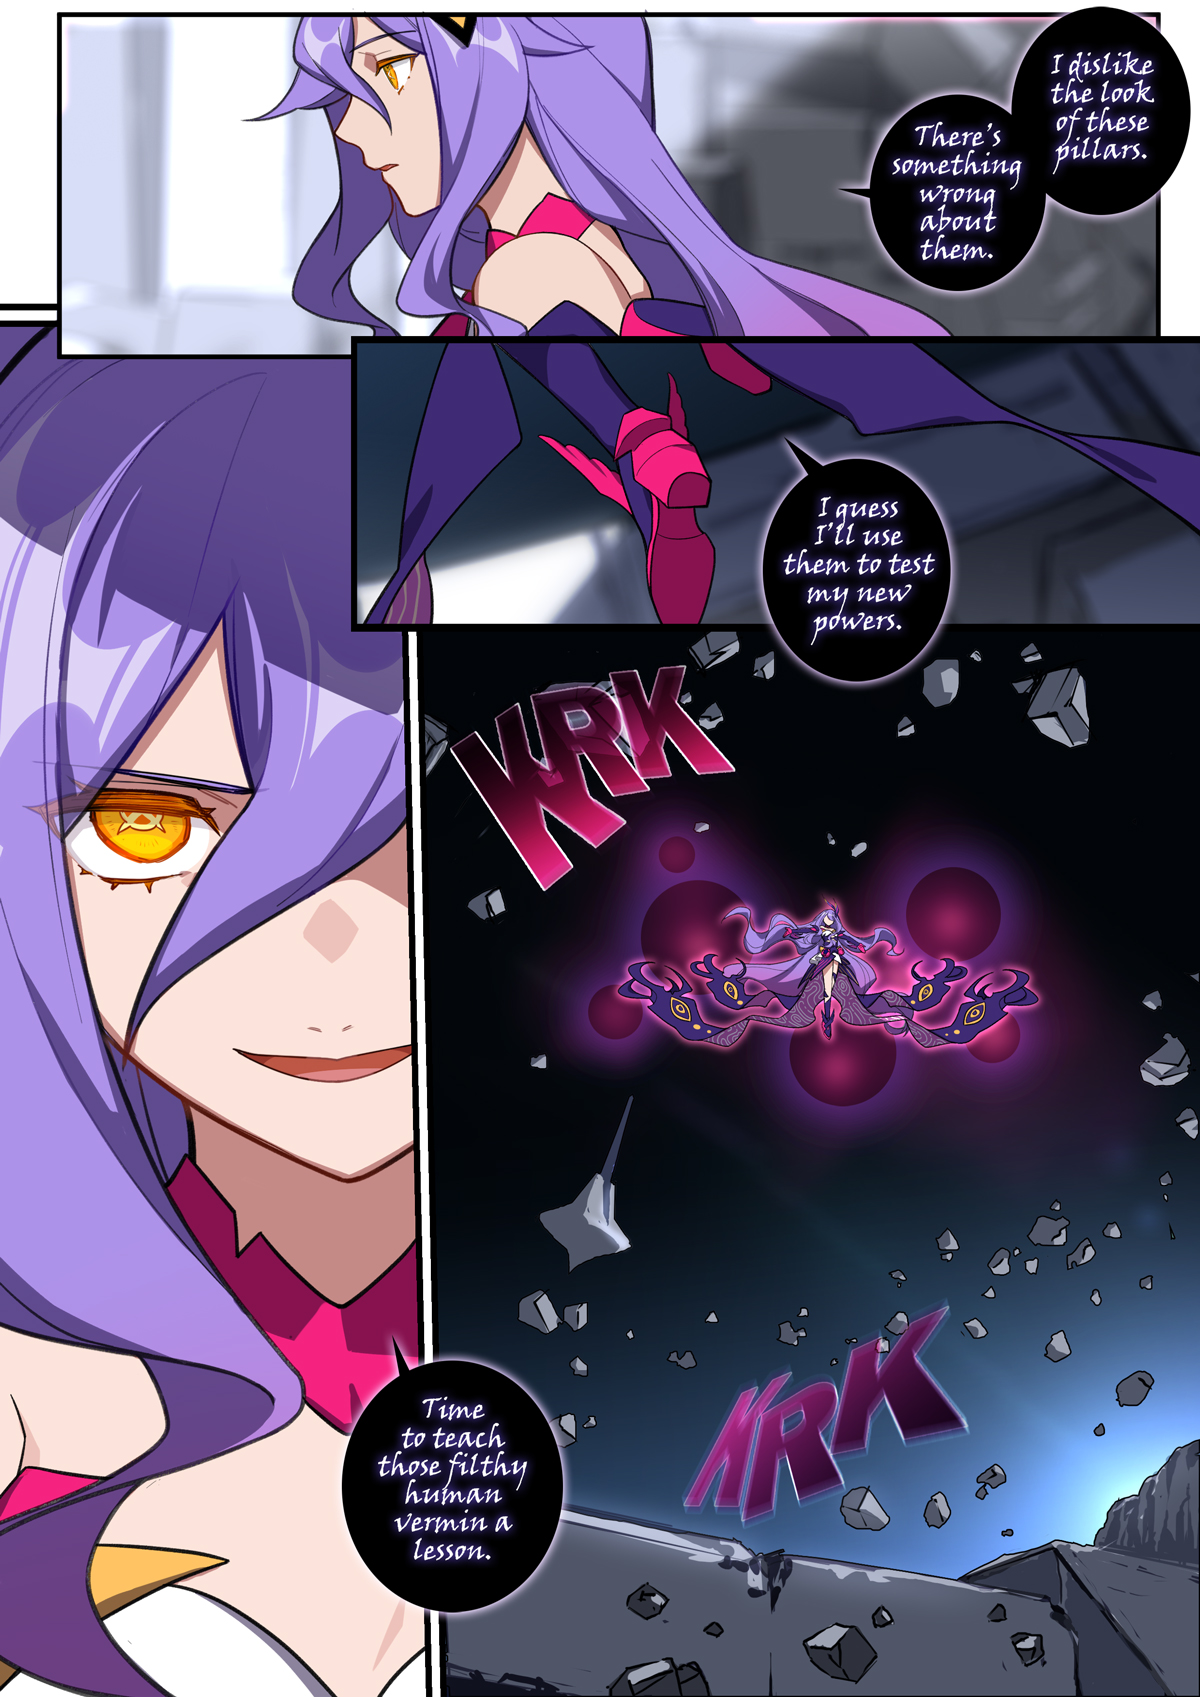 I dislike
the look
of these
pillars.
There's
something
wrong
about
them.
I guess
I'll use
them to test
my new
powers.
KRK
KRK
Time
to teach
those filthy
human
vermin a
lesson.